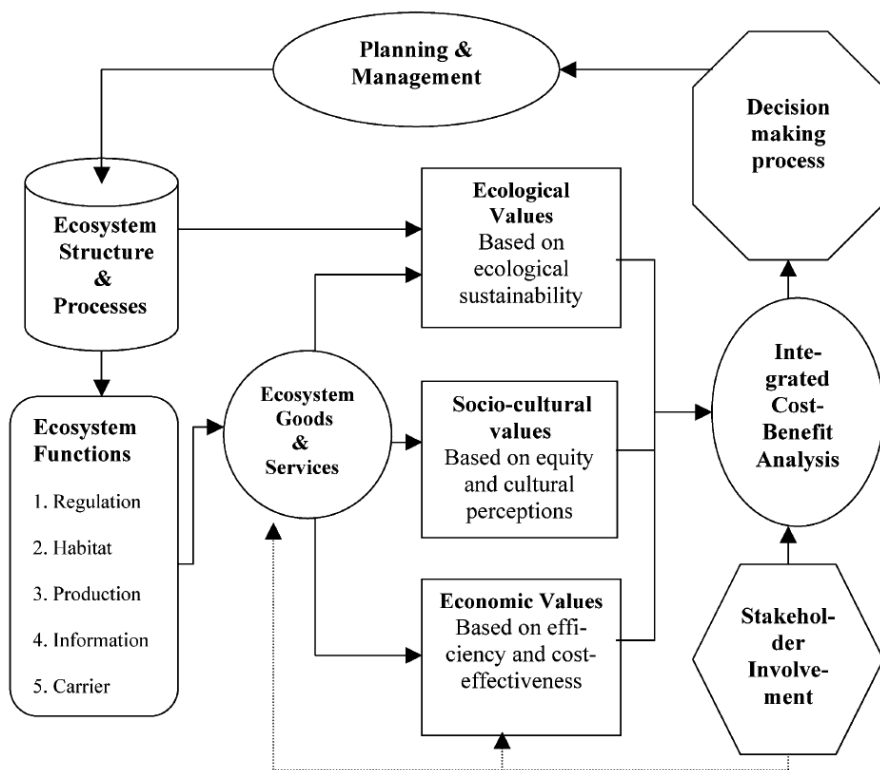 Planning &
Management
Decision
making
process
Ecosystem
Structure
&
Processes
Ecological
Values
Based on
ecological
sustainability
Ecosystem
Functions
1. Regulation
2. Habitat
3. Production
4. Information
5. Carrier
Ecosystem
Goods
&
Services
Socio-cultural
values
Based on equity
and cultural
perceptions
Economic Values
Based on effi-
ciency and cost-
effectiveness
Inte-
grated
Cost-
Benefit
Analysis
Stakehol-
der
Involve-
ment